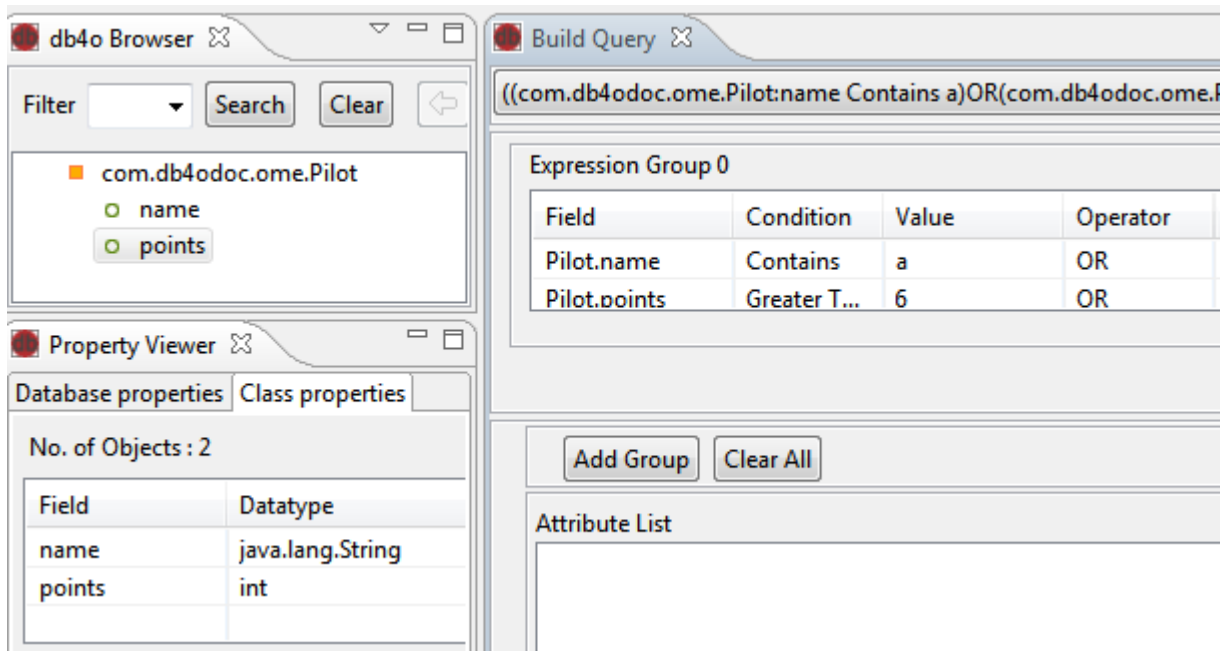 db4o Browser
Filter Search Clear
com.db4odoc.ome.Pilot
name
points
Property Viewer
Database properties Class properties
No. of Objects : 2
Field Datatype
name java.lang.String
points int
Build Query
((com.db4odoc.ome.Pilot:name Contains a)OR(com.db4odoc.ome.P
Expression Group 0
Field Condition Value Operator
Pilot.name Contains a OR
Pilot.points Greater T... 6 OR
Add Group Clear All
Attribute List